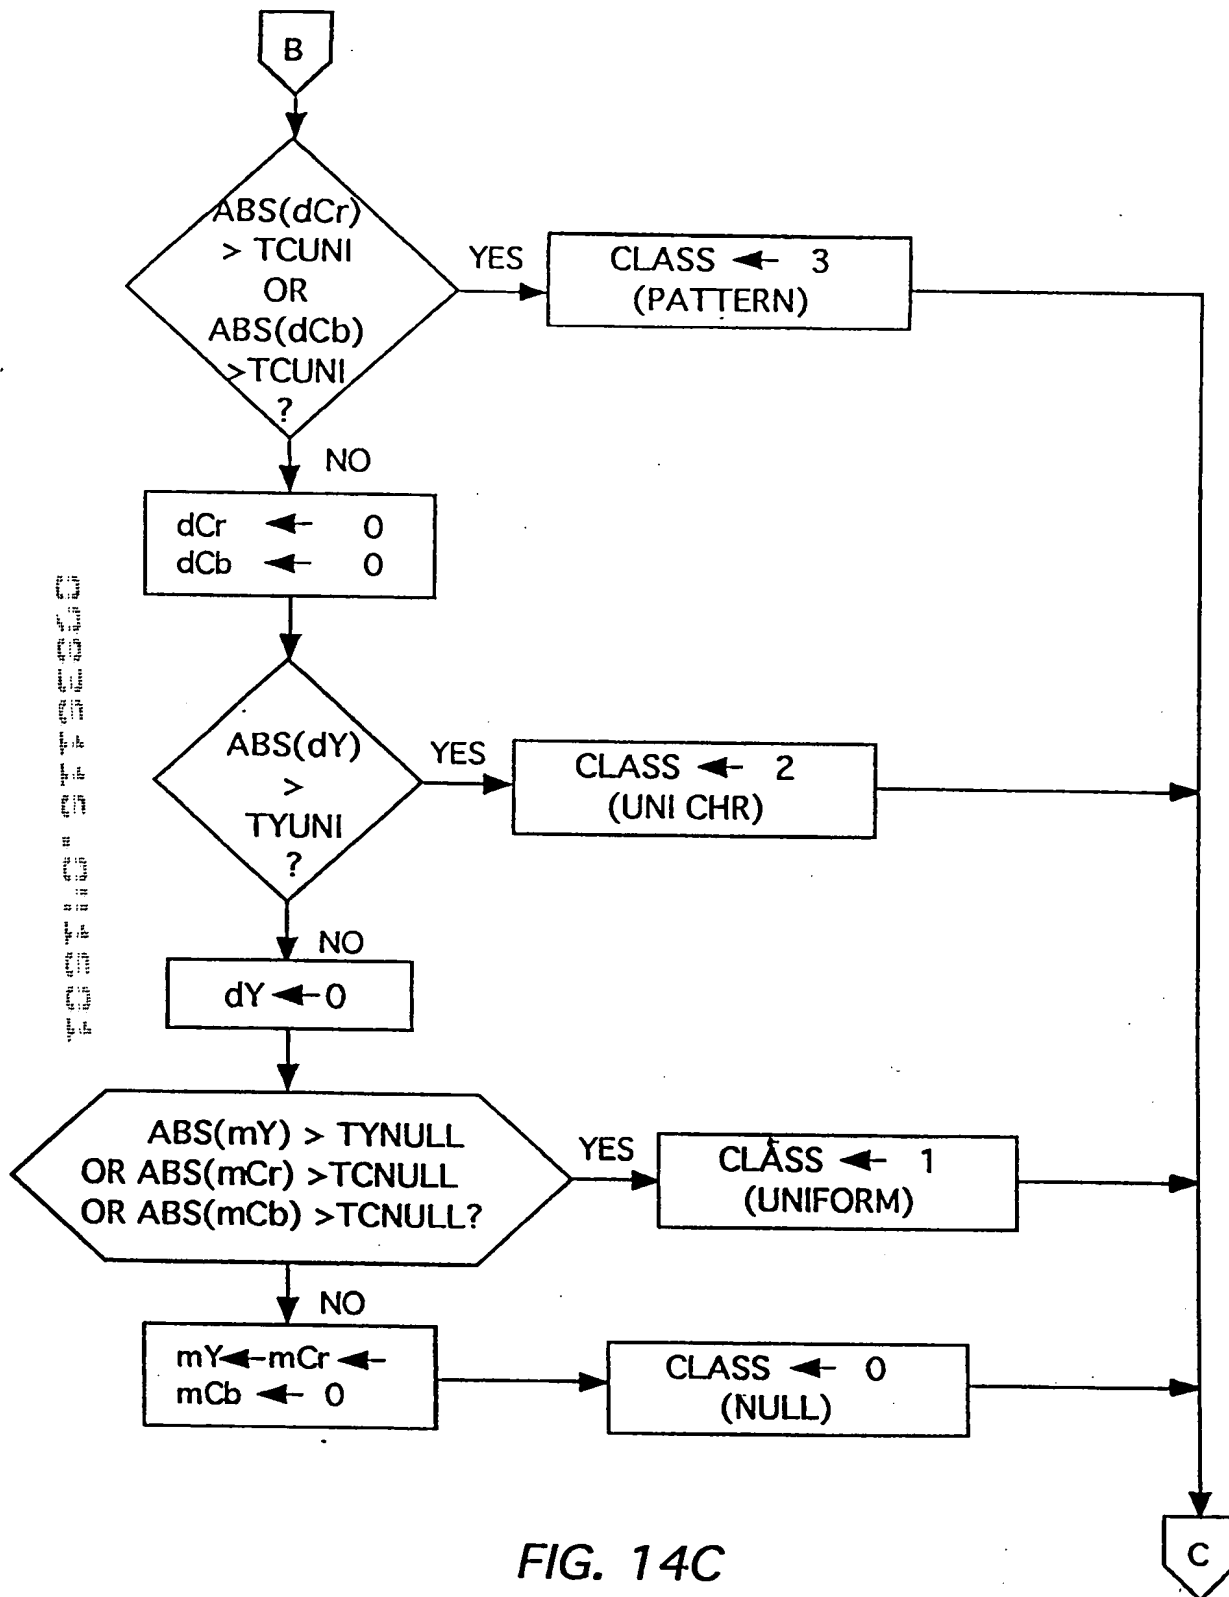 B
ABS(dCr)
> TCUNI
OR
ABS(dCb)
>TCUNI
?
YES
CLASS ← 3
(PATTERN)
NO
dCr ← 0
dCb ← 0
ABS(dY)
>
TYUNI
?
YES
CLASS ← 2
(UNI CHR)
NO
dY ← 0
ABS(mY) > TYNULL
OR ABS(mCr) >TCNULL
OR ABS(mCb) >TCNULL?
YES
CLASS ← 1
(UNIFORM)
NO
mY ← mCr ←
mCb ← 0
CLASS ← 0
(NULL)
C
FIG. 14C